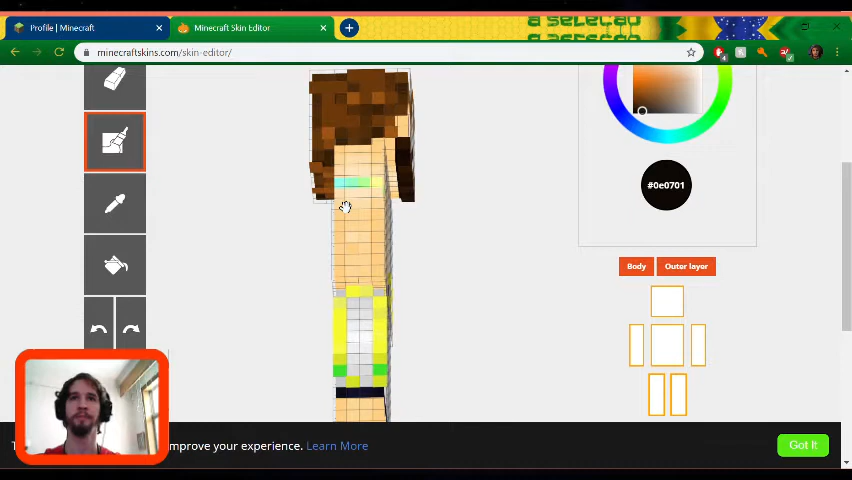 Profile | Minecraft
Minecraft Skin Editor
a seleção
minecraftskins.com/skin-editor/
#0e0701
Body
Outer layer
improve your experience. Learn More
Got It